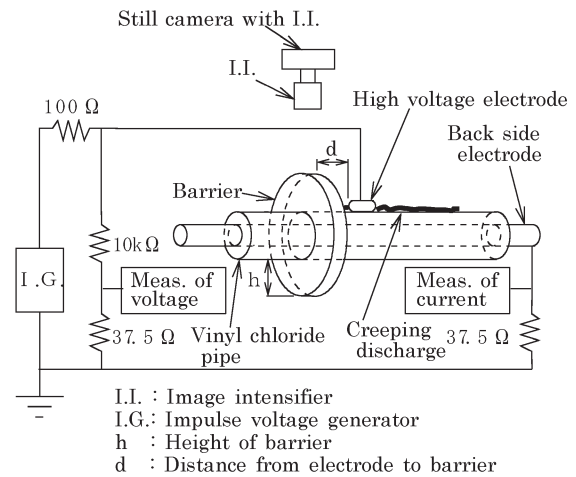 Still camera with I.I.
I.I.
100 Ω
High voltage electrode
d
Back side
electrode
Barrier
10kΩ
I.G.
Meas. of
voltage
h
Meas. of
current
37.5 Ω
Vinyl chloride
pipe
Creeping
discharge
37.5 Ω
I.I. : Image intensifier
I.G.: Impulse voltage generator
h : Height of barrier
d : Distance from electrode to barrier